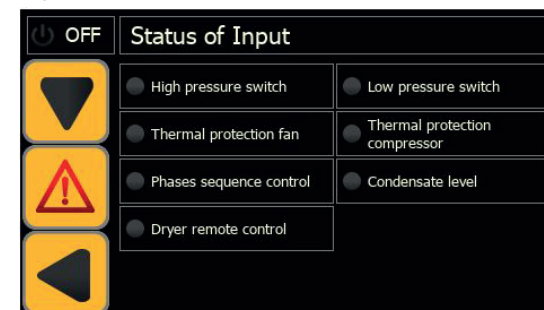 OFF
Status of Input
High pressure switch
Low pressure switch
Thermal protection fan
Thermal protection
compressor
Phases sequence control
Condensate level
Dryer remote control